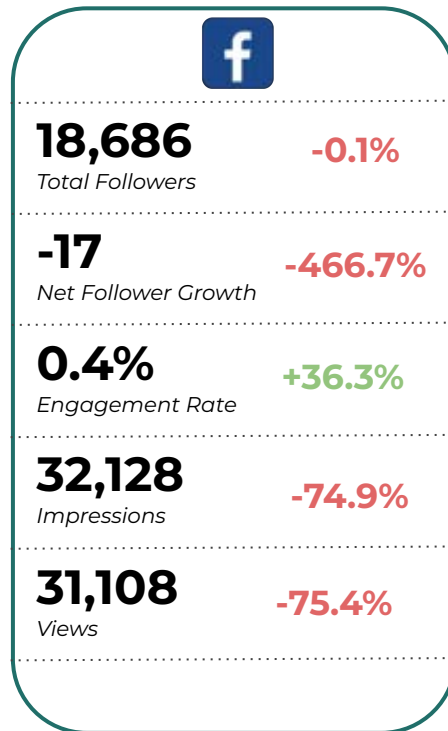 f
18,686 -0.1%
Total Followers
-17 -466.7%
Net Follower Growth
0.4% +36.3%
Engagement Rate
32,128 -74.9%
Impressions
31,108 -75.4%
Views